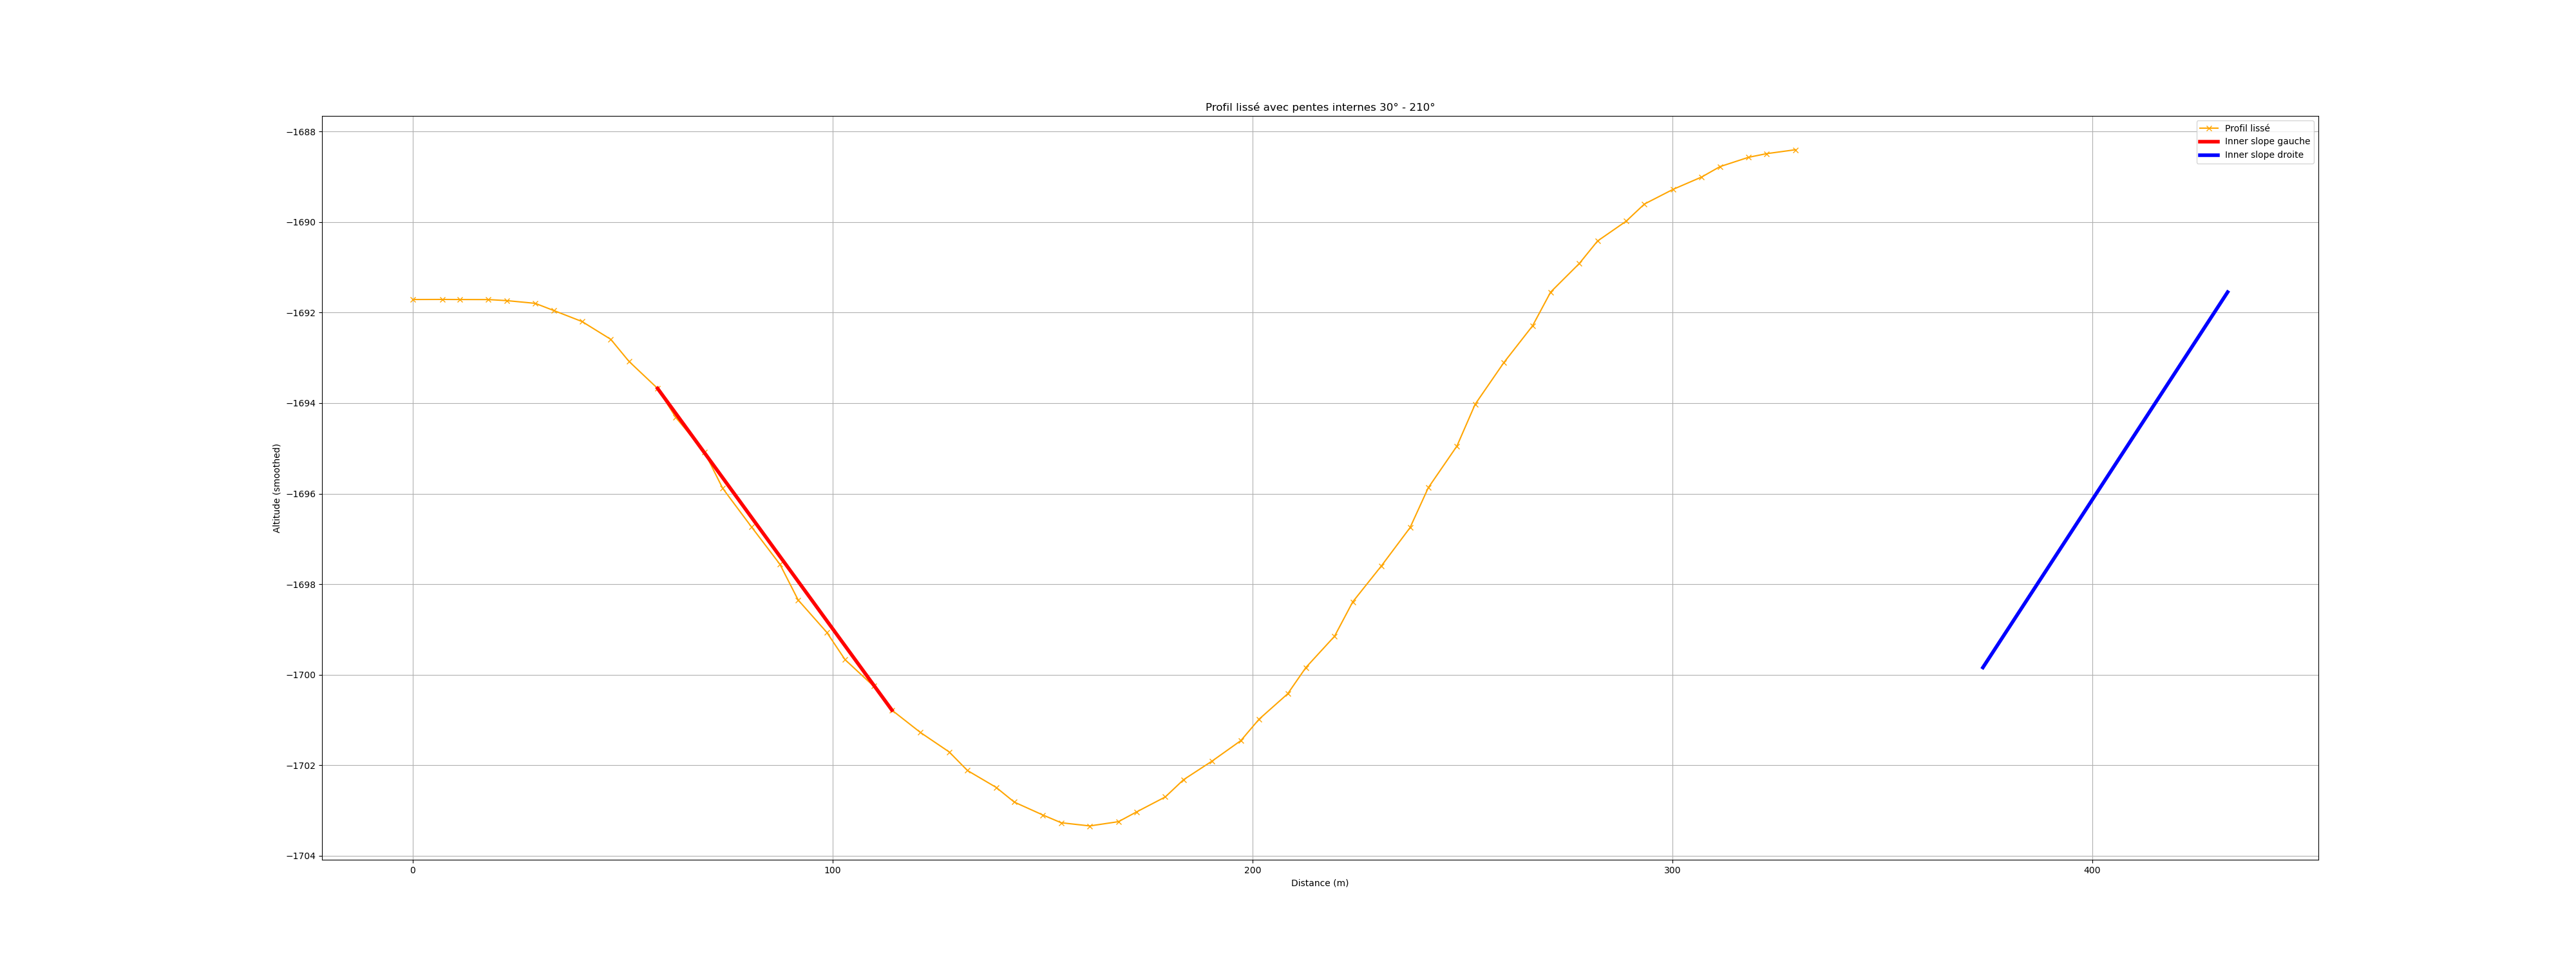 Profil lissé avec pentes internes 30° - 210°
Profil lissé
Inner slope gauche
Inner slope droite
Altitude (smoothed)
−1688
−1690
−1692
−1694
−1696
−1698
−1700
−1702
−1704
0 100 200 300 400
Distance (m)